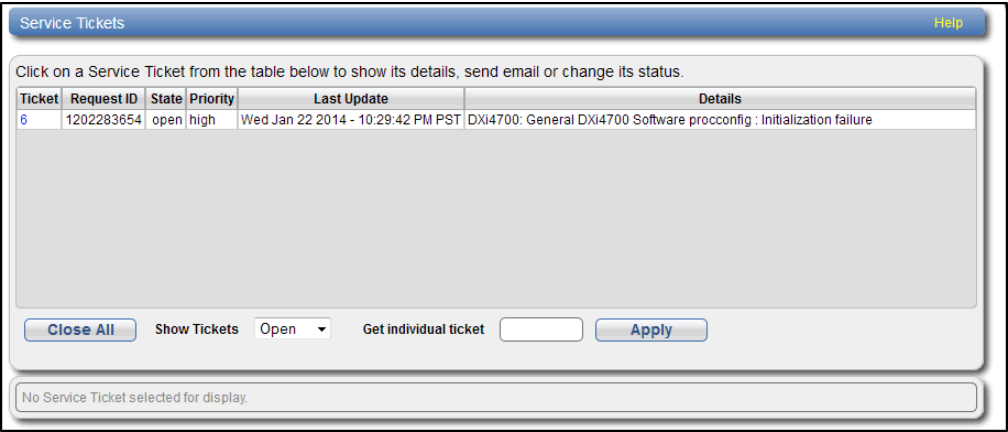 Service Tickets Help
Click on a Service Ticket from the table below to show its details, send email or change its status.
Ticket Request ID State Priority Last Update Details
6 1202283654 open high Wed Jan 22 2014 - 10:29:42 PM PST DXi4700: General DXi4700 Software procconfig : Initialization failure
Close All Show Tickets Open Get individual ticket Apply
No Service Ticket selected for display.